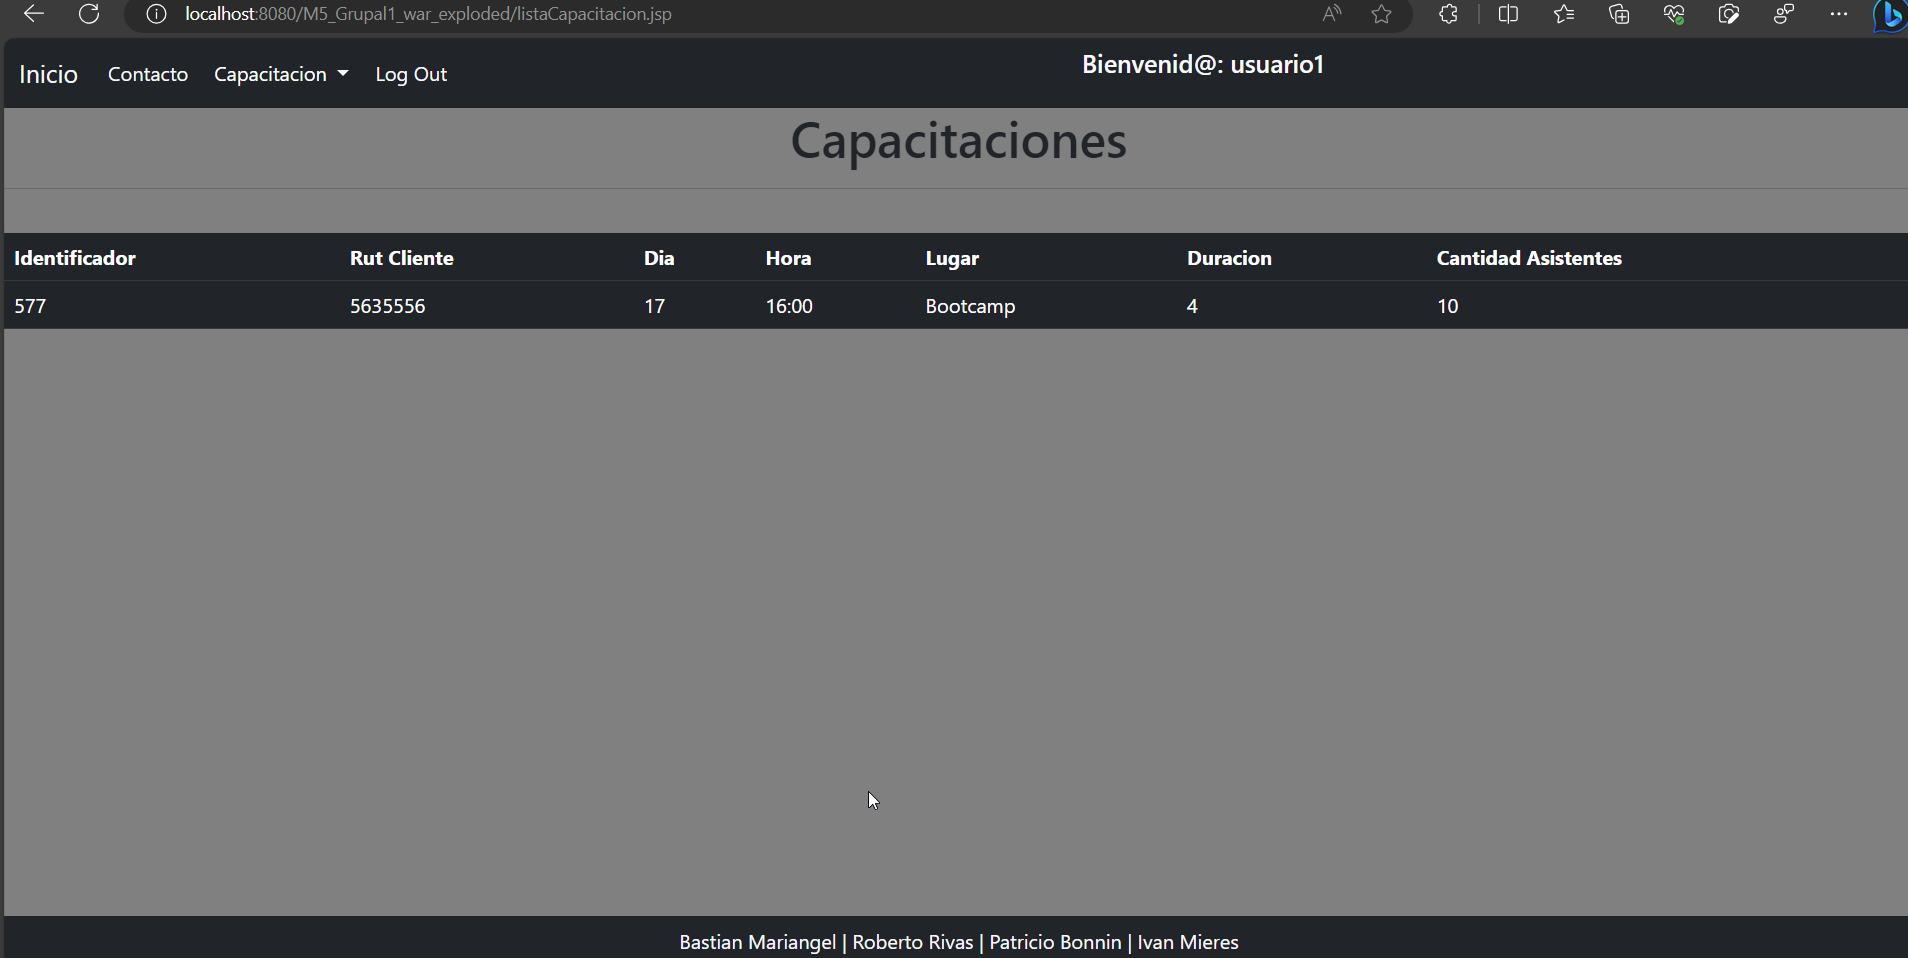 localhost:8080/M5_Grupal1_war_exploded/listaCapacitacion.jsp
Inicio Contacto Capacitacion Log Out Bienvenid@: usuario1
Capacitaciones
Identificador Rut Cliente Dia Hora Lugar Duracion Cantidad Asistentes
577 5635556 17 16:00 Bootcamp 4 10
Bastian Mariangel | Roberto Rivas | Patricio Bonnin | Ivan Mieres